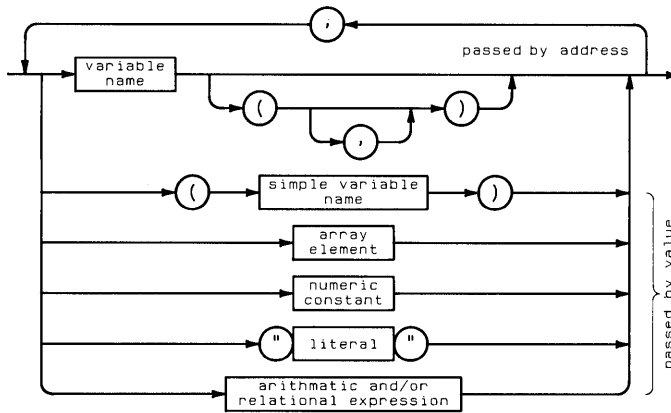 ,
passed by address
variable
name
( , )
( simple variable name )
array
element
numeric
constant
" literal "
arithmatic and/or
relational expression
passed by value